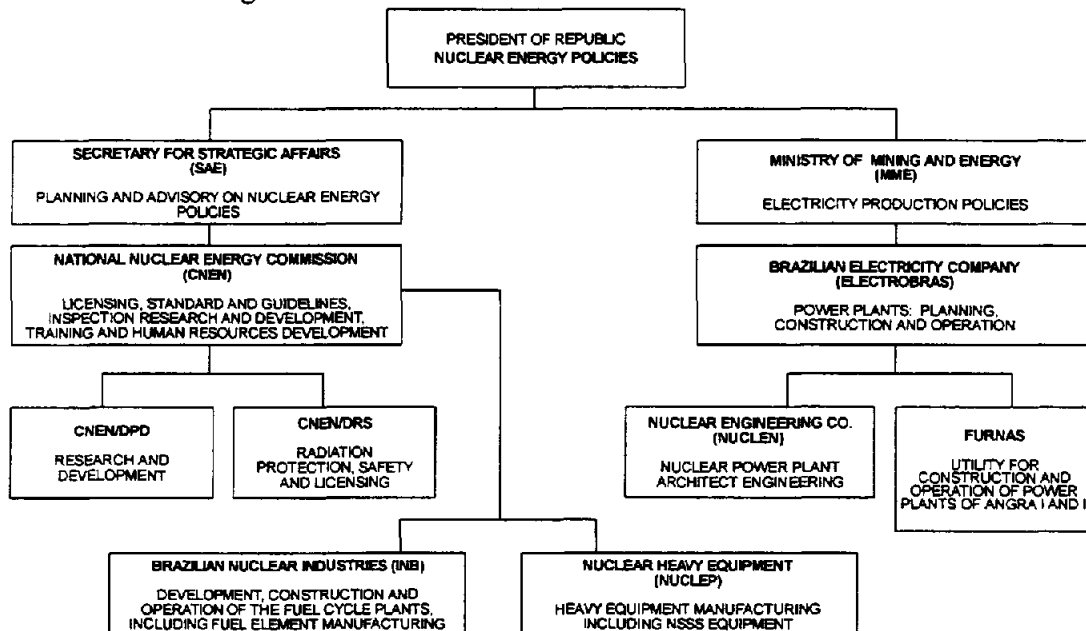 PRESIDENT OF REPUBLIC
NUCLEAR ENERGY POLICIES
SECRETARY FOR STRATEGIC AFFAIRS
(SAE)
PLANNING AND ADVISORY ON NUCLEAR ENERGY
POLICIES
MINISTRY OF MINING AND ENERGY
(MME)
ELECTRICITY PRODUCTION POLICIES
NATIONAL NUCLEAR ENERGY COMMISSION
(CNEN)
LICENSING, STANDARD AND GUIDELINES,
INSPECTION RESEARCH AND DEVELOPMENT,
TRAINING AND HUMAN RESOURCES DEVELOPMENT
BRAZILIAN ELECTRICITY COMPANY
(ELECTROBRAS)
POWER PLANTS: PLANNING,
CONSTRUCTION AND OPERATION
CNEN/DPD
RESEARCH AND
DEVELOPMENT
CNEN/DRS
RADIATION
PROTECTION, SAFETY
AND LICENSING
NUCLEAR ENGINEERING CO.
(NUCLEN)
NUCLEAR POWER PLANT
ARCHITECT ENGINEERING
FURNAS
UTILITY FOR
CONSTRUCTION AND
OPERATION OF POWER
PLANTS OF ANGRA I AND
BRAZILIAN NUCLEAR INDUSTRIES (INB)
DEVELOPMENT, CONSTRUCTION AND
OPERATION OF THE FUEL CYCLE PLANTS,
INCLUDING FUEL ELEMENT MANUFACTURING
NUCLEAR HEAVY EQUIPMENT
(NUCLEP)
HEAVY EQUIPMENT MANUFACTURING
INCLUDING NSSS EQUIPMENT